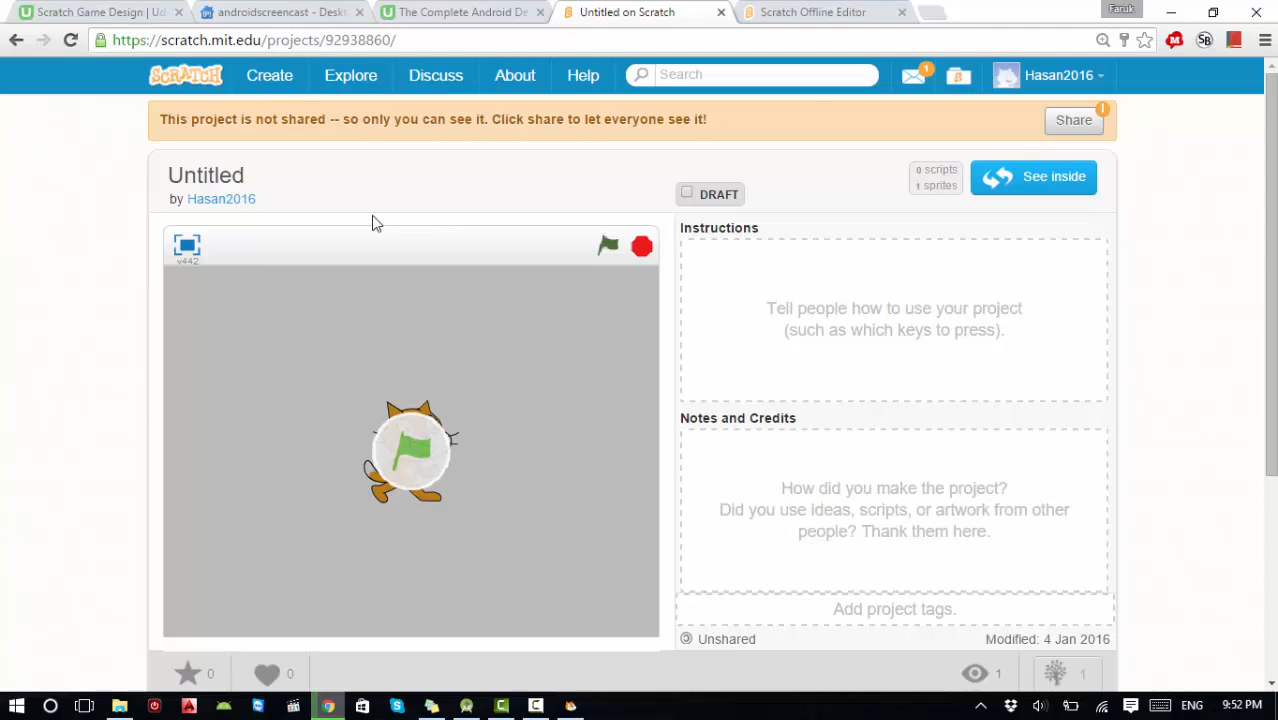 Scratch Game Design | Ud
androidscreencast - Deskt
The Complete Android De
Untitled on Scratch
Scratch Offline Editor
Faruk
https://scratch.mit.edu/projects/92938860/
SCRATCH
Create
Explore
Discuss
About
Help
Search
1
Hasan2016
This project is not shared -- so only you can see it. Click share to let everyone see it!
Share
Untitled
by Hasan2016
0 scripts
1 sprites
See inside
DRAFT
v442
Instructions
Tell people how to use your project
(such as which keys to press).
Notes and Credits
How did you make the project?
Did you use ideas, scripts, or artwork from other
people? Thank them here.
Add project tags.
Unshared
Modified: 4 Jan 2016
0
0
1
1
ENG
9:52 PM